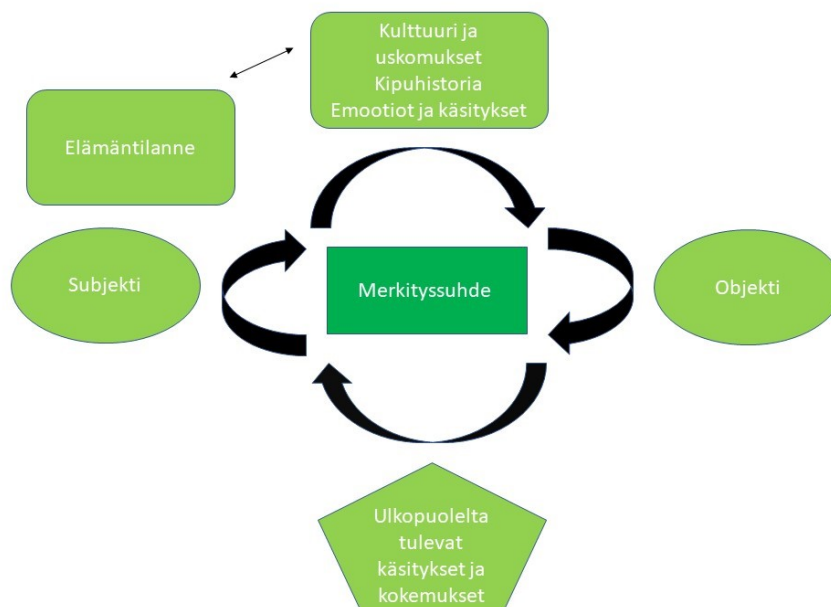 Kulttuuri ja
uskomukset
Kipuhistoria
Emootiot ja käsitykset
Elämäntilanne
Subjekti
Merkityssuhde
Objekti
Ulkopuolelta
tulevat
käsitykset ja
kokemukset